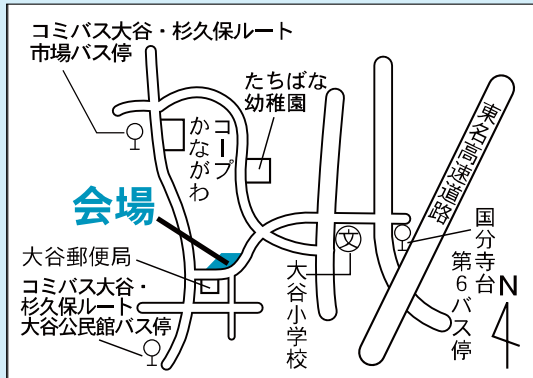 コミバス大谷・杉久保ルート
市場バス停
たちばな
幼稚園
コープ
かながわ
東名高速道路
会場
国分寺台
第6バス停
文
N
大谷郵便局
コミバス大谷・
杉久保ルート
大谷公民館バス停
大谷小学校